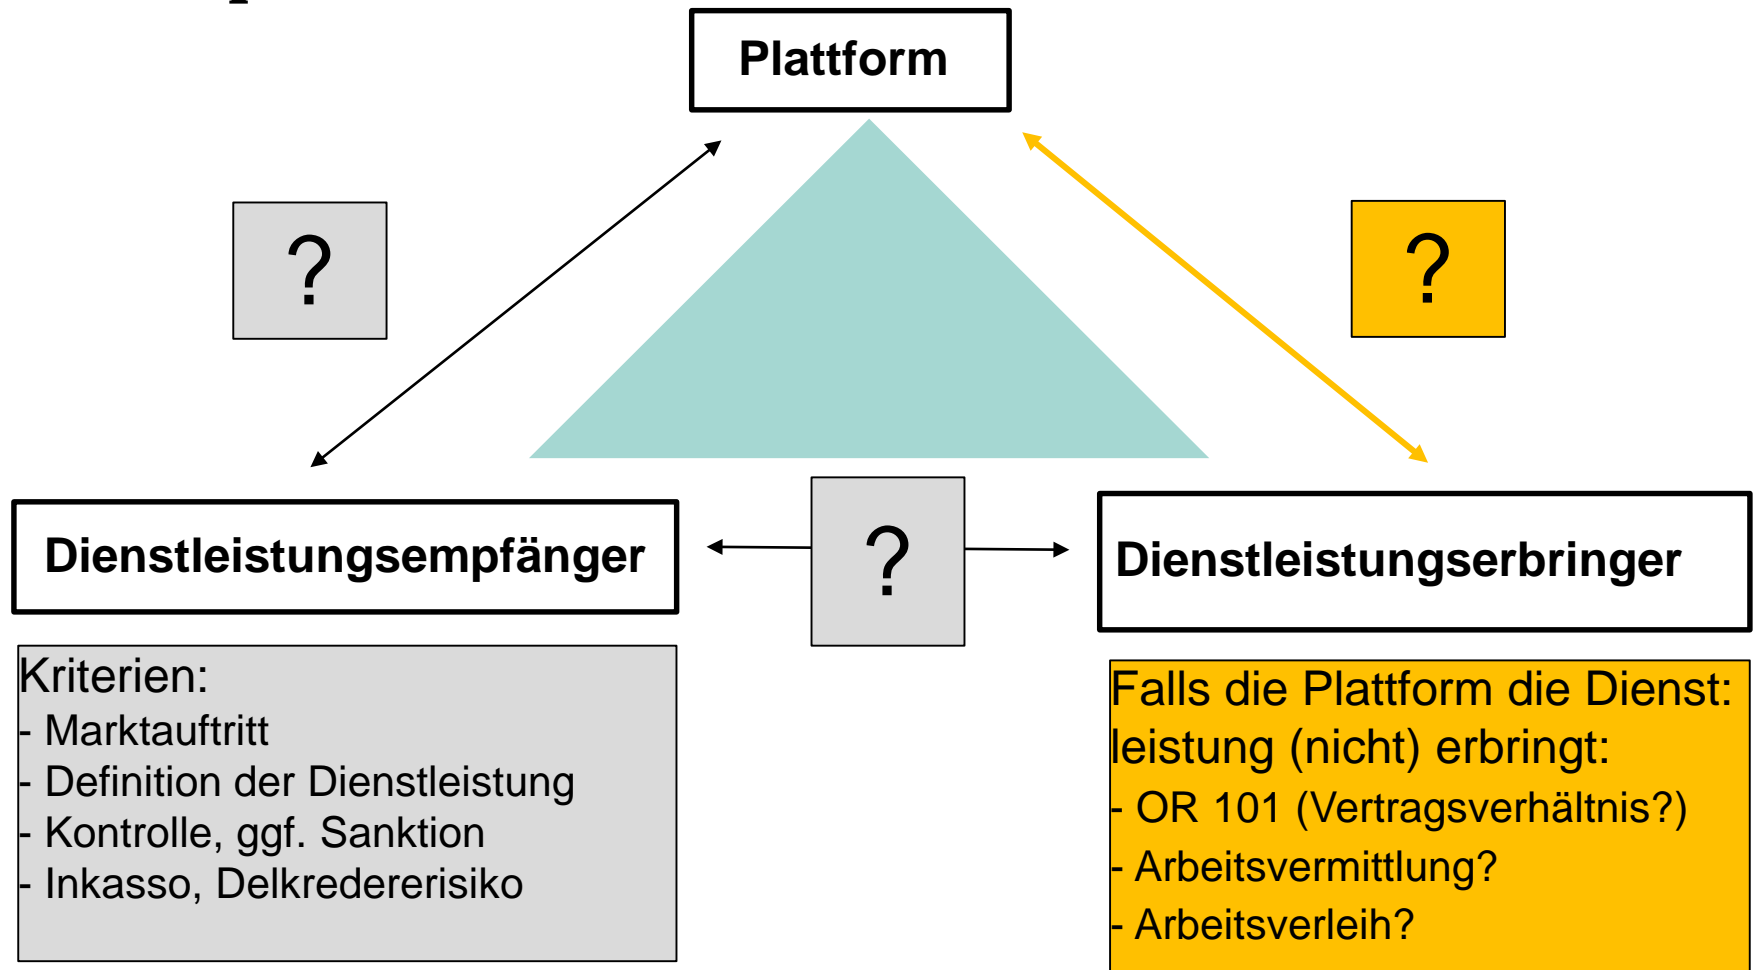 Plattform
?
?
Dienstleistungsempfänger
?
Dienstleistungserbringer
Kriterien:
- Marktauftritt
- Definition der Dienstleistung
- Kontrolle, ggf. Sanktion
- Inkasso, Delkredererisiko
Falls die Plattform die Dienst:
leistung (nicht) erbringt:
- OR 101 (Vertragsverhältnis?)
- Arbeitsvermittlung?
- Arbeitsverleih?